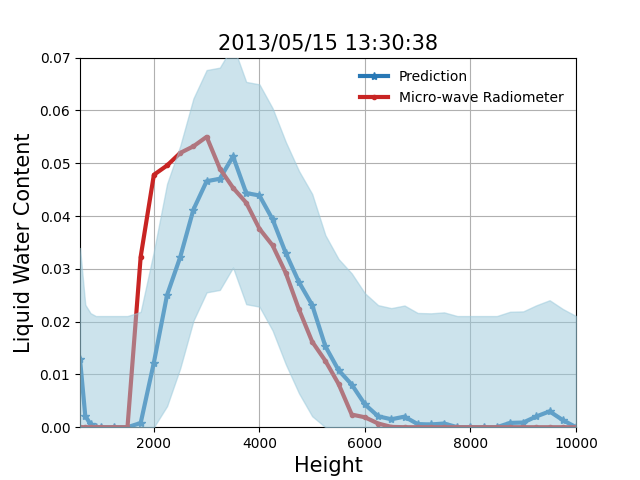 2013/05/15 13:30:38
Liquid Water Content
0.07
0.06
0.05
0.04
0.03
0.02
0.01
0.00
Prediction
Micro-wave Radiometer
2000 4000 6000 8000 10000
Height